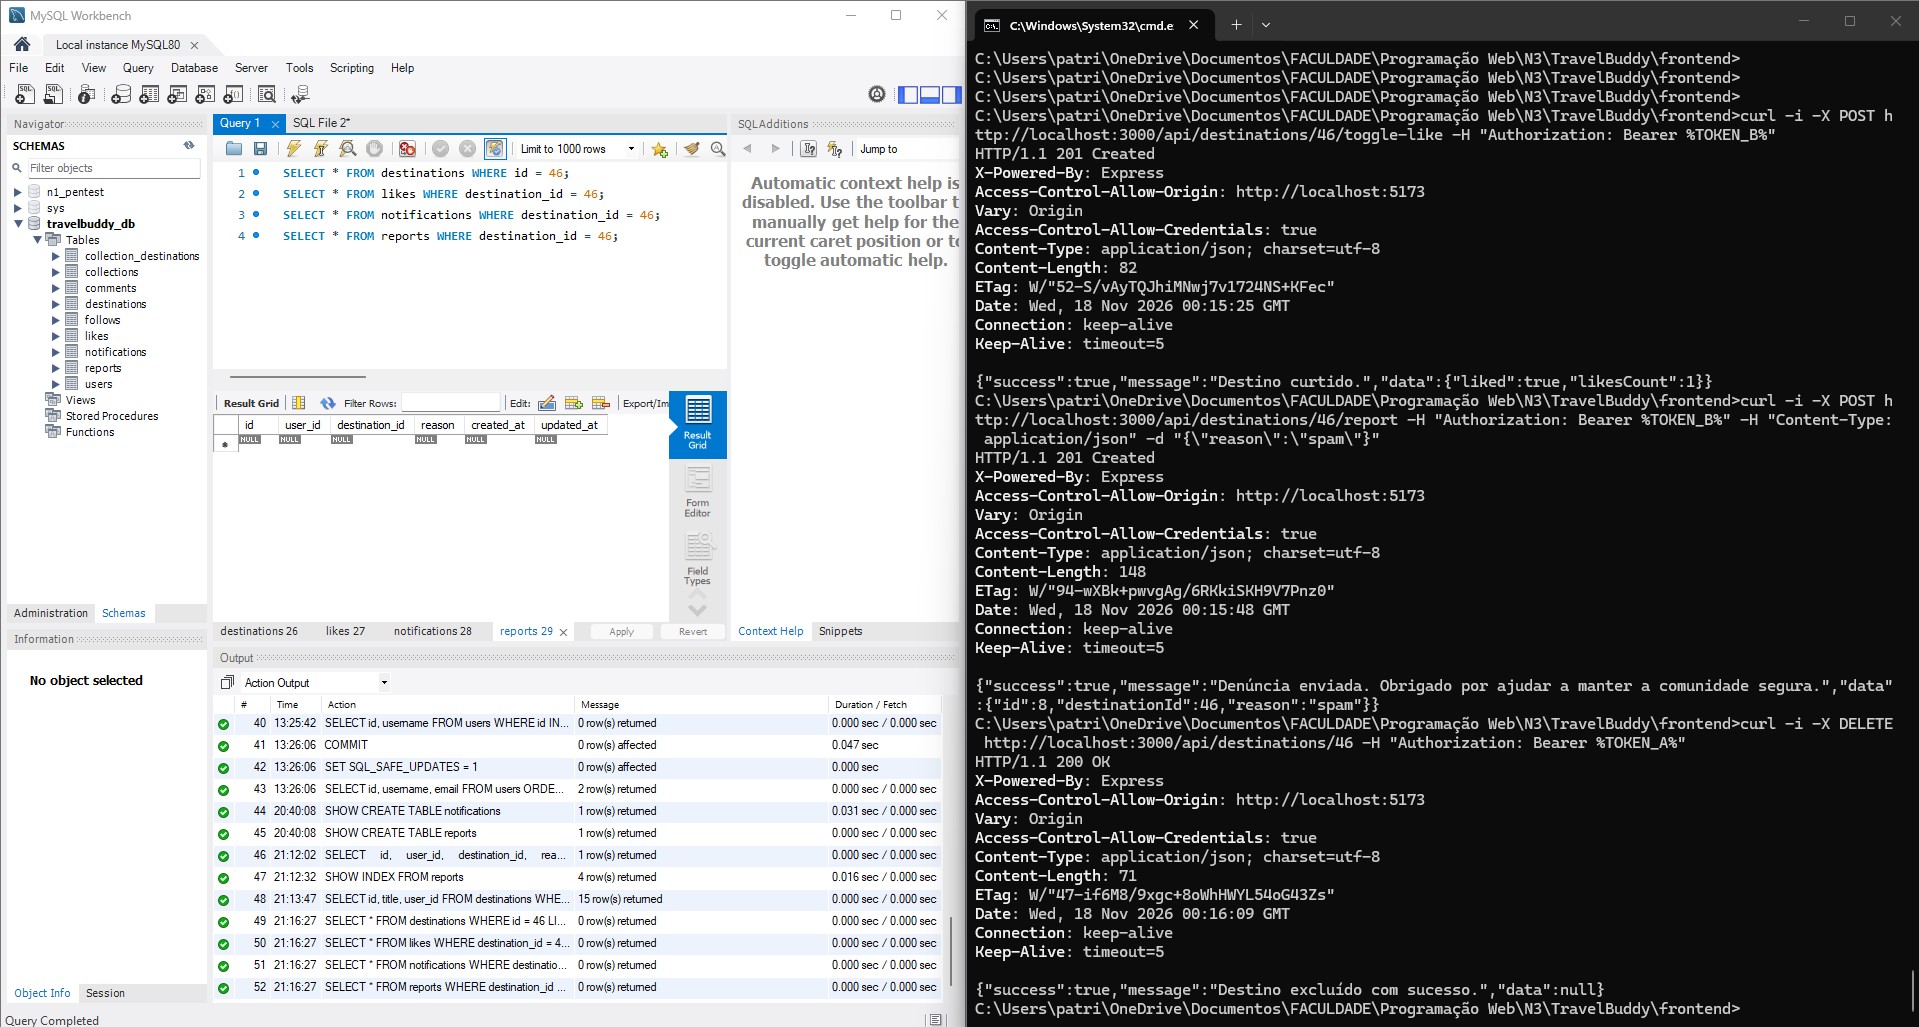 MySQL Workbench
Local instance MySQL80
File Edit View Query Database Server Tools Scripting Help
Navigator
SCHEMAS
Filter objects
n1_pentest
sys
travelbuddy_db
Tables
collection_destinations
collections
comments
destinations
follows
likes
notifications
reports
users
Views
Stored Procedures
Functions
Administration Schemas
Information
No object selected
Object Info Session
Query Completed
Query 1 SQL File 2*
Limit to 1000 rows
1 SELECT * FROM destinations WHERE id = 46;
2 SELECT * FROM likes WHERE destination_id = 46;
3 SELECT * FROM notifications WHERE destination_id = 46;
4 SELECT * FROM reports WHERE destination_id = 46;
Result Grid Filter Rows: Edit: Export/Im
id user_id destination_id reason created_at updated_at
NULL NULL NULL NULL NULL NULL
Result Grid
Form Editor
Field Types
destinations 26 likes 27 notifications 28 reports 29 Apply Revert
SQLAdditions
Jump to
Automatic context help is
disabled. Use the toolbar t
manually get help for the
current caret position or to
toggle automatic help.
Context Help Snippets
Output
Action Output
# Time Action Message Duration / Fetch
40 13:25:42 SELECT id, username FROM users WHERE id IN... 0 row(s) returned 0.000 sec / 0.000 sec
41 13:26:06 COMMIT 0 row(s) affected 0.047 sec
42 13:26:06 SET SQL_SAFE_UPDATES = 1 0 row(s) affected 0.000 sec
43 13:26:06 SELECT id, username, email FROM users ORDE... 2 row(s) returned 0.000 sec / 0.000 sec
44 20:40:08 SHOW CREATE TABLE notifications 1 row(s) returned 0.031 sec / 0.000 sec
45 20:40:08 SHOW CREATE TABLE reports 1 row(s) returned 0.000 sec / 0.000 sec
46 21:12:02 SELECT id, user_id, destination_id, rea... 1 row(s) returned 0.000 sec / 0.000 sec
47 21:12:32 SHOW INDEX FROM reports 4 row(s) returned 0.016 sec / 0.000 sec
48 21:13:47 SELECT id, title, user_id FROM destinations WHE... 15 row(s) returned 0.000 sec / 0.000 sec
49 21:16:27 SELECT * FROM destinations WHERE id = 46 LI... 0 row(s) returned 0.000 sec / 0.000 sec
50 21:16:27 SELECT * FROM likes WHERE destination_id = 4... 0 row(s) returned 0.000 sec / 0.000 sec
51 21:16:27 SELECT * FROM notifications WHERE destinatio... 0 row(s) returned 0.000 sec / 0.000 sec
52 21:16:27 SELECT * FROM reports WHERE destination_id ... 0 row(s) returned 0.000 sec / 0.000 sec
C:\Windows\System32\cmd.e
C:\Users\patri\OneDrive\Documentos\FACULDADE\Programação Web\N3\TravelBuddy\frontend>
C:\Users\patri\OneDrive\Documentos\FACULDADE\Programação Web\N3\TravelBuddy\frontend>
C:\Users\patri\OneDrive\Documentos\FACULDADE\Programação Web\N3\TravelBuddy\frontend>
C:\Users\patri\OneDrive\Documentos\FACULDADE\Programação Web\N3\TravelBuddy\frontend>curl -i -X POST h
ttp://localhost:3000/api/destinations/46/toggle-like -H "Authorization: Bearer %TOKEN_B%"
HTTP/1.1 201 Created
X-Powered-By: Express
Access-Control-Allow-Origin: http://localhost:5173
Vary: Origin
Access-Control-Allow-Credentials: true
Content-Type: application/json; charset=utf-8
Content-Length: 82
ETag: W/"52-S/vAyTQJhiMNwj7v1724NS+KFec"
Date: Wed, 18 Nov 2026 00:15:25 GMT
Connection: keep-alive
Keep-Alive: timeout=5
{"success":true,"message":"Destino curtido.","data":{"liked":true,"likesCount":1}}
C:\Users\patri\OneDrive\Documentos\FACULDADE\Programação Web\N3\TravelBuddy\frontend>curl -i -X POST h
ttp://localhost:3000/api/destinations/46/report -H "Authorization: Bearer %TOKEN_B%" -H "Content-Type:
application/json" -d "{\"reason\":\"spam\"}"
HTTP/1.1 201 Created
X-Powered-By: Express
Access-Control-Allow-Origin: http://localhost:5173
Vary: Origin
Access-Control-Allow-Credentials: true
Content-Type: application/json; charset=utf-8
Content-Length: 148
ETag: W/"94-wXBk+pwvgAg/6RKkiSKH9V7Pnz0"
Date: Wed, 18 Nov 2026 00:15:48 GMT
Connection: keep-alive
Keep-Alive: timeout=5
{"success":true,"message":"Denúncia enviada. Obrigado por ajudar a manter a comunidade segura.","data"
:{"id":8,"destinationId":46,"reason":"spam"}}
C:\Users\patri\OneDrive\Documentos\FACULDADE\Programação Web\N3\TravelBuddy\frontend>curl -i -X DELETE
http://localhost:3000/api/destinations/46 -H "Authorization: Bearer %TOKEN_A%"
HTTP/1.1 200 OK
X-Powered-By: Express
Access-Control-Allow-Origin: http://localhost:5173
Vary: Origin
Access-Control-Allow-Credentials: true
Content-Type: application/json; charset=utf-8
Content-Length: 71
ETag: W/"47-if6M8/9xgc+8oWhHWYL54oG43Zs"
Date: Wed, 18 Nov 2026 00:16:09 GMT
Connection: keep-alive
Keep-Alive: timeout=5
{"success":true,"message":"Destino excluído com sucesso.","data":null}
C:\Users\patri\OneDrive\Documentos\FACULDADE\Programação Web\N3\TravelBuddy\frontend>